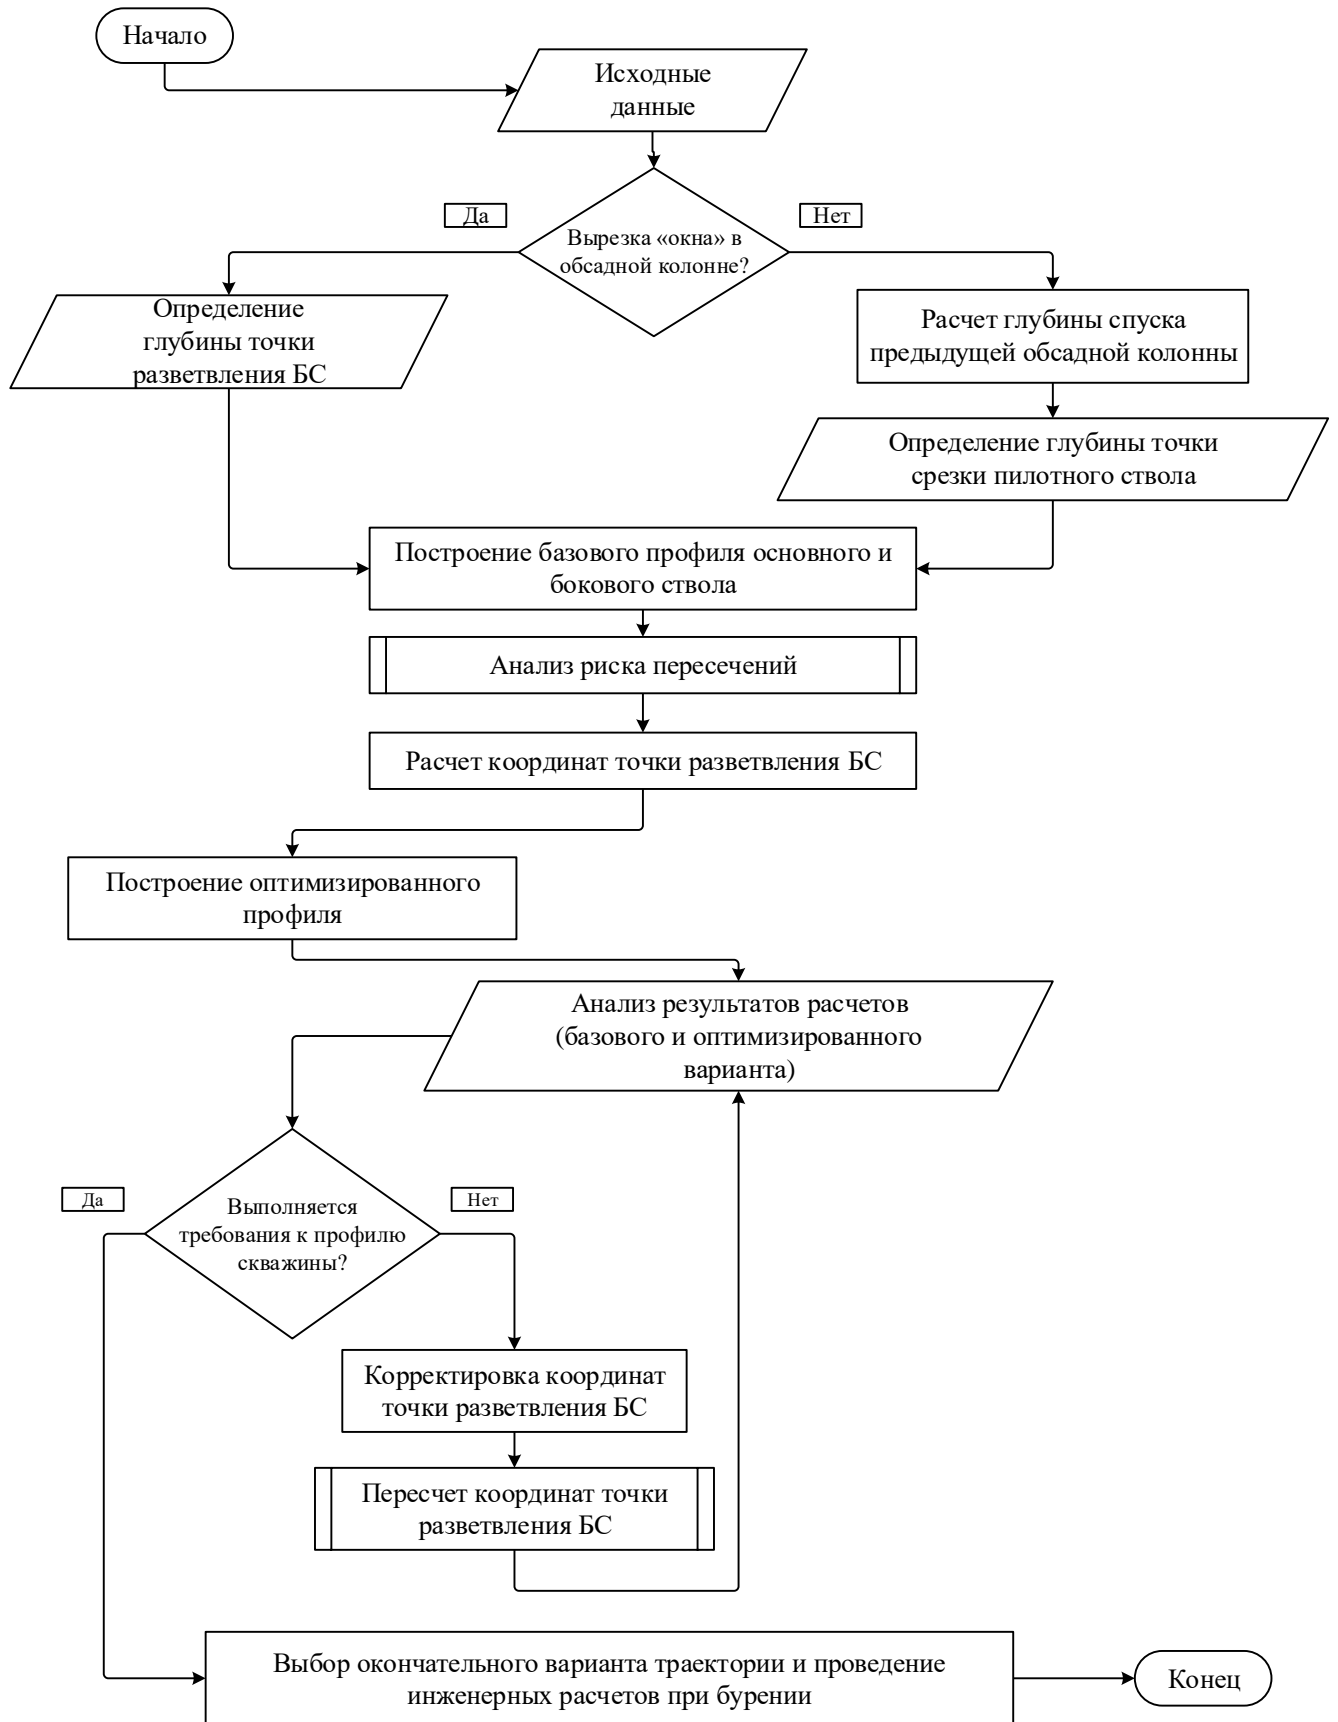 Начало
Исходные
данные
Да
Нет
Вырезка «окна» в
обсадной колонне?
Определение
глубины точки
разветвления БС
Расчет глубины спуска
предыдущей обсадной колонны
Определение глубины точки
срезки пилотного ствола
Построение базового профиля основного и
бокового ствола
Анализ риска пересечений
Расчет координат точки разветвления БС
Построение оптимизированного
профиля
Анализ результатов расчетов
(базового и оптимизированного
варианта)
Да
Нет
Выполняется
требования к профилю
скважины?
Корректировка координат
точки разветвления БС
Пересчет координат точки
разветвления БС
Выбор окончательного варианта траектории и проведение
инженерных расчетов при бурении
Конец